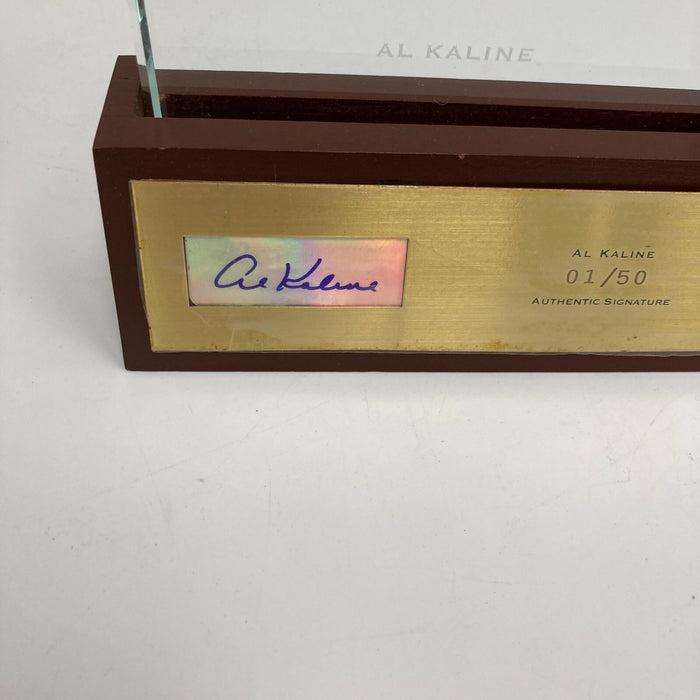 AL KALINE
Al Kaline
AL KALINE
01/50
AUTHENTIC SIGNATURE